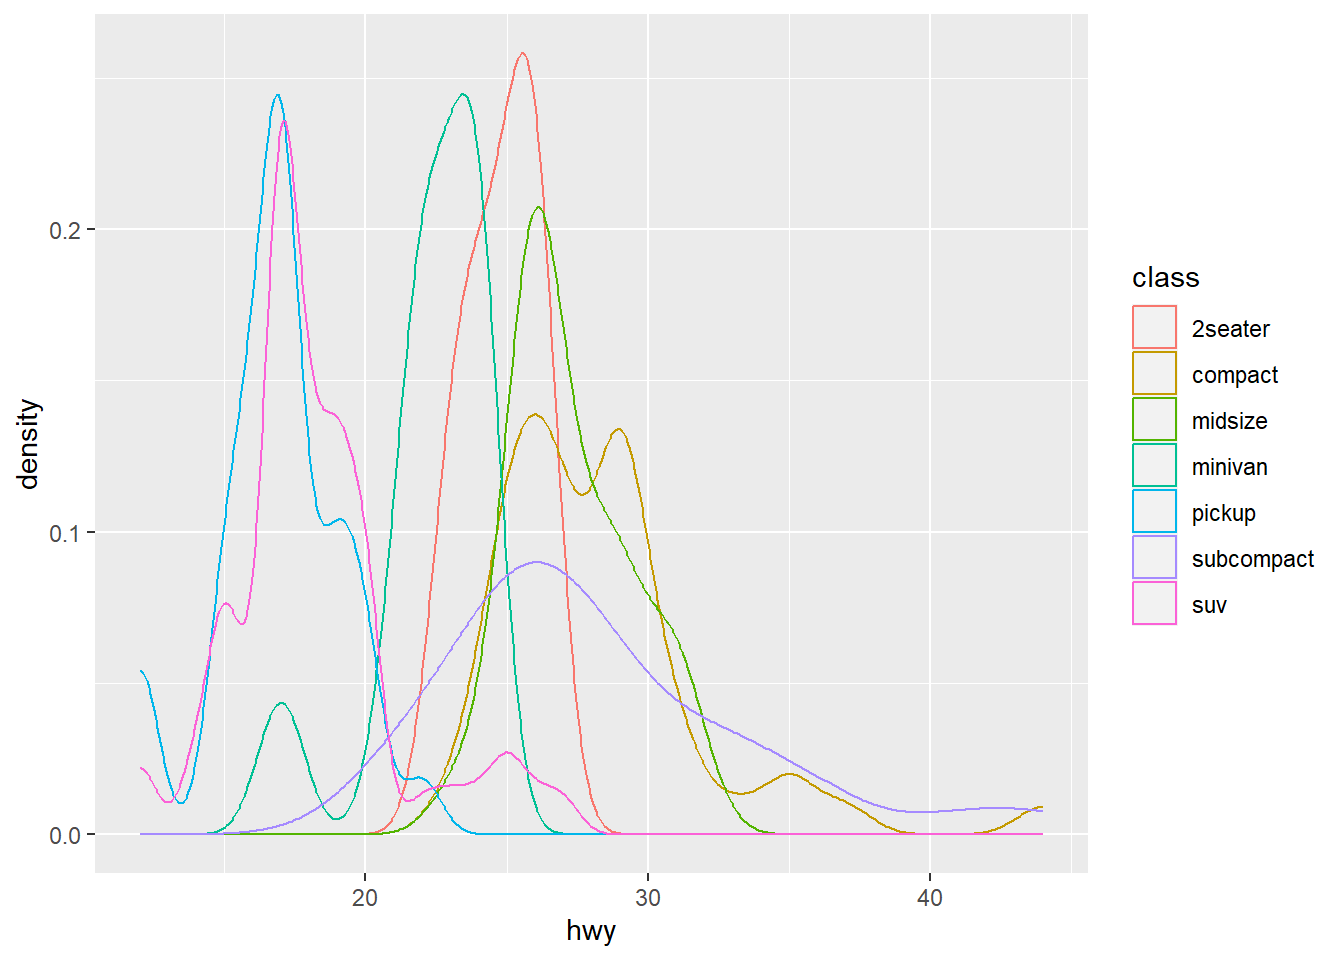 density
0.2
0.1
0.0
20
30
40
hwy
class
2seater
compact
midsize
minivan
pickup
subcompact
suv